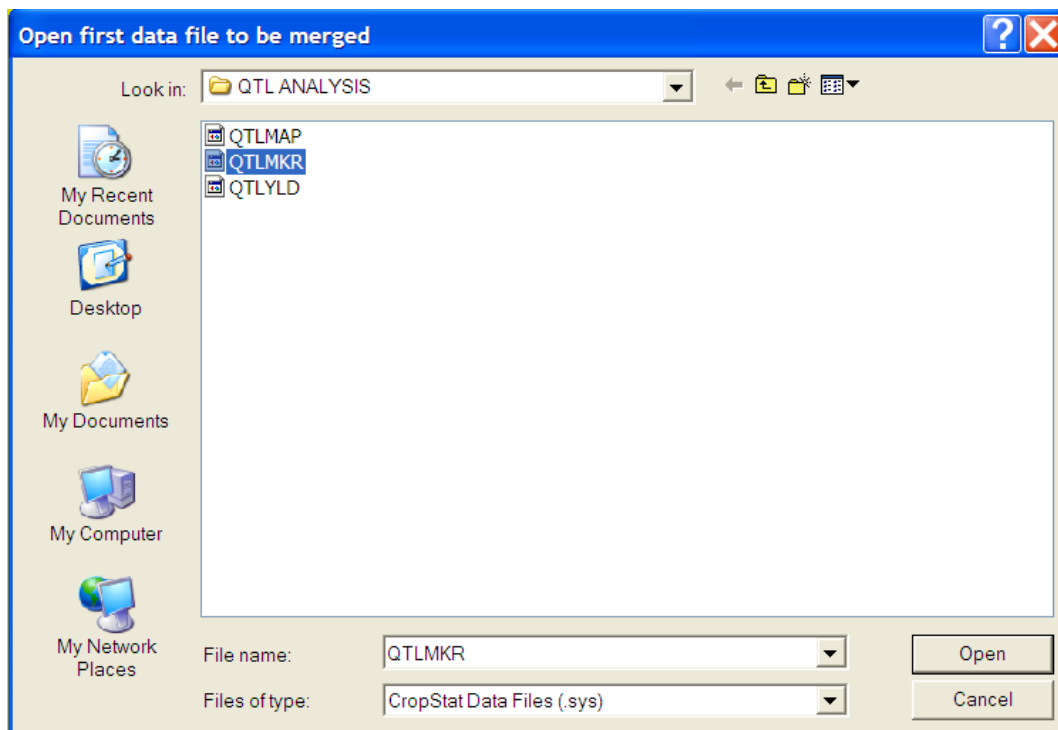 Open first data file to be merged
Look in:
QTL ANALYSIS
QTLMAP
QTLMKR
QTLYLD
My Recent
Documents
Desktop
My Documents
My Computer
My Network
Places
File name:
QTLMKR
Open
Files of type:
CropStat Data Files (.sys)
Cancel